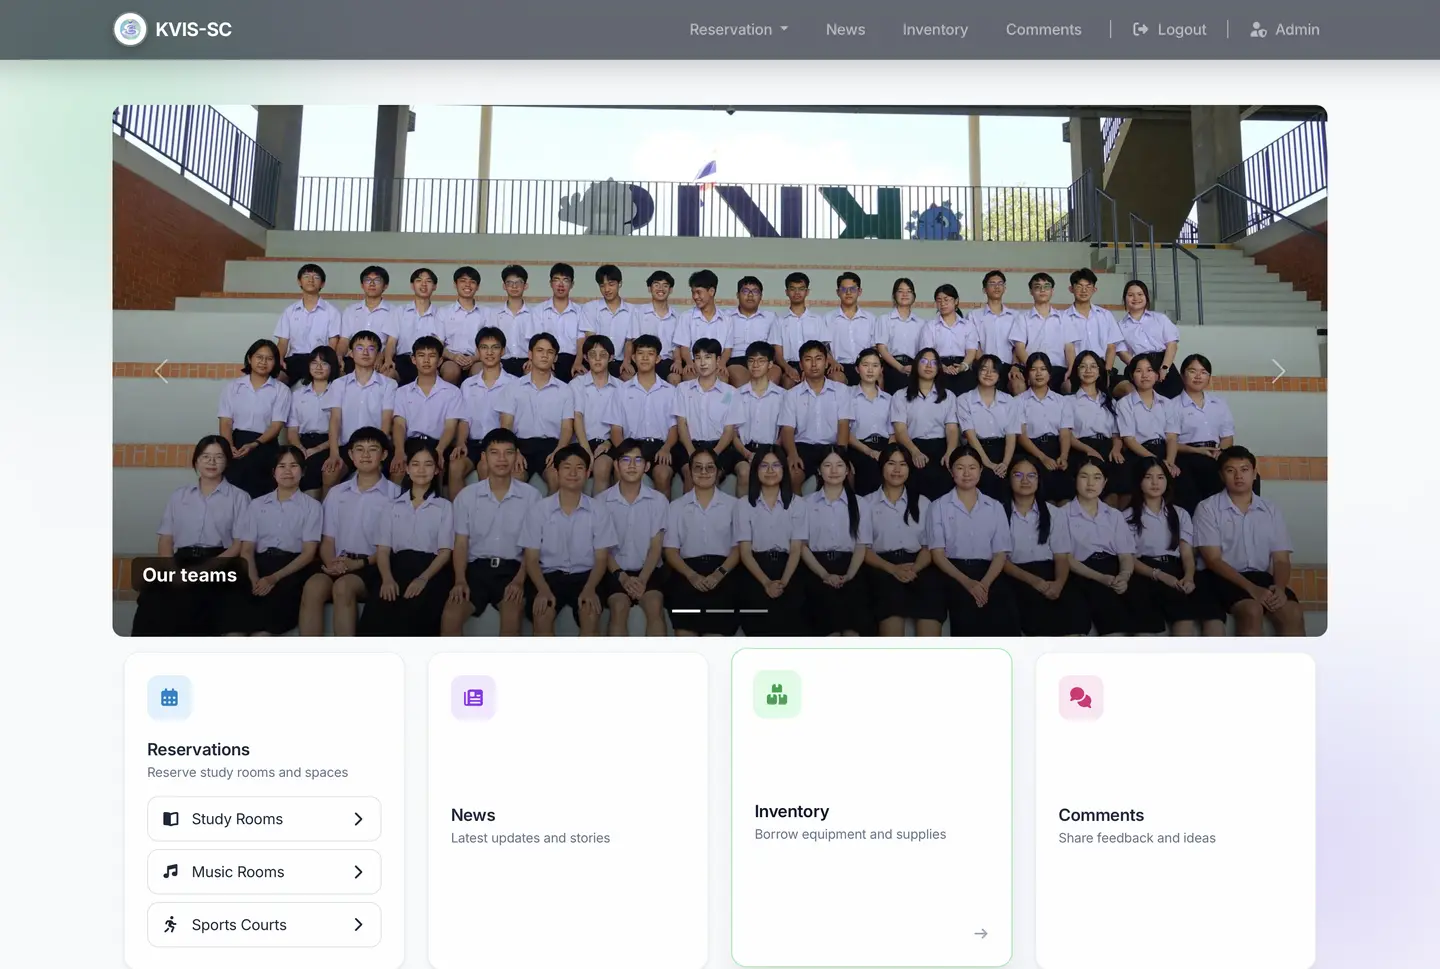 KVIS-SC
Reservation
News
Inventory
Comments
Logout
Admin
KVIS
Our teams
Reservations
Reserve study rooms and spaces
Study Rooms
Music Rooms
Sports Courts
News
Latest updates and stories
Inventory
Borrow equipment and supplies
Comments
Share feedback and ideas